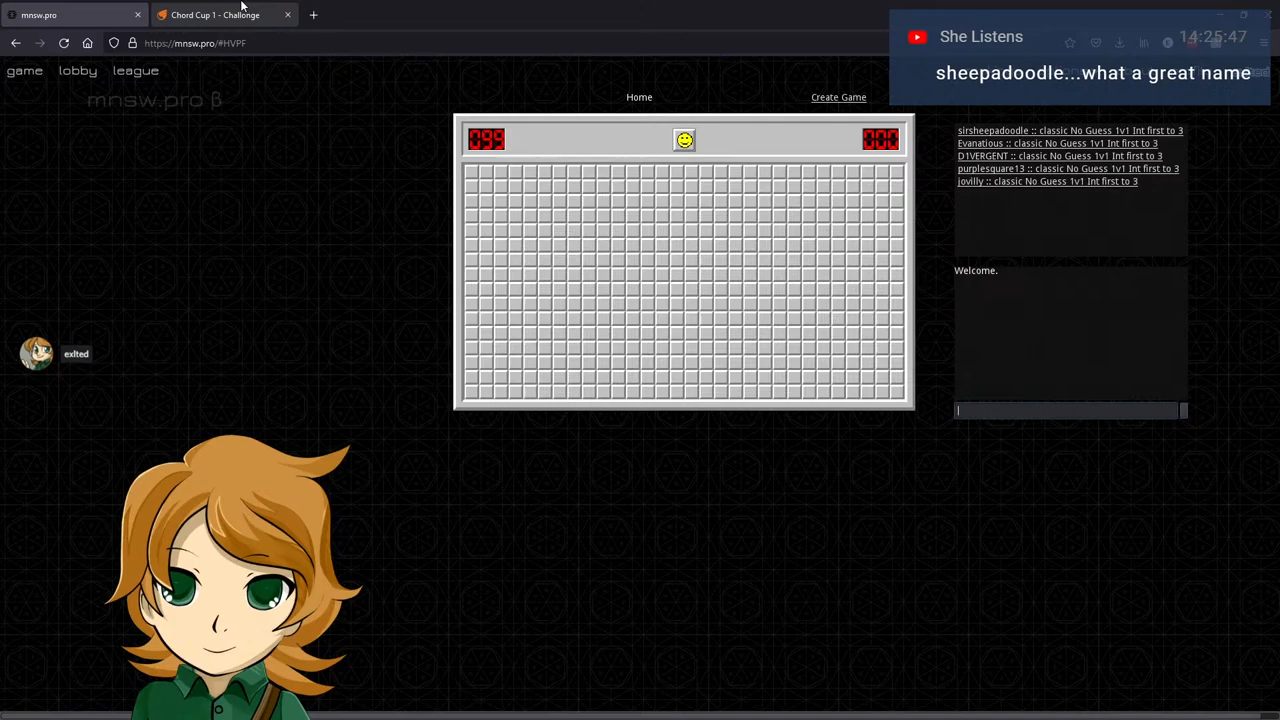 mnsw.pro
Chord Cup 1 - Challonge
https://mnsw.pro/#HVPF
She Listens
14:25:47
sheepadoodle...what a great name
game lobby league
mnsw.pro β
Home
Create Game
099
000
sirsheepadoodle :: classic No Guess 1v1 Int first to 3
Evanatious :: classic No Guess 1v1 Int first to 3
D1VERGENT :: classic No Guess 1v1 Int first to 3
purplesquare13 :: classic No Guess 1v1 Int first to 3
jovilly :: classic No Guess 1v1 Int first to 3
Welcome.
exlted